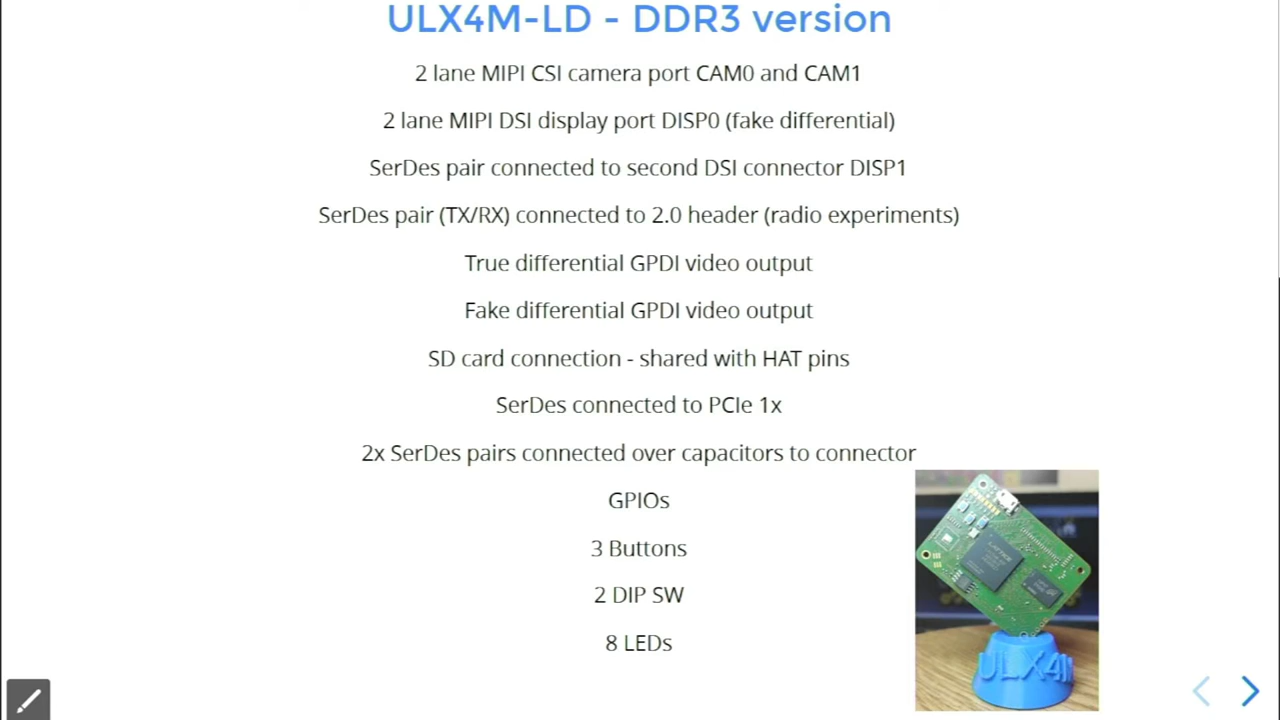 ULX4M-LD - DDR3 version
2 lane MIPI CSI camera port CAM0 and CAM1
2 lane MIPI DSI display port DISP0 (fake differential)
SerDes pair connected to second DSI connector DISP1
SerDes pair (TX/RX) connected to 2.0 header (radio experiments)
True differential GPDI video output
Fake differential GPDI video output
SD card connection - shared with HAT pins
SerDes connected to PCIe 1x
2x SerDes pairs connected over capacitors to connector
GPIOs
3 Buttons
2 DIP SW
8 LEDs
LATTICE
ULX4M